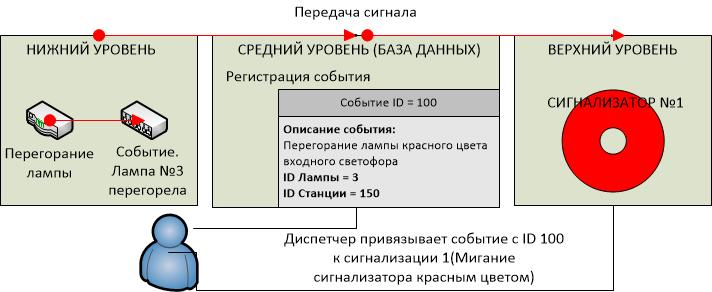 Передача сигнала
НИЖНИЙ УРОВЕНЬ
СРЕДНИЙ УРОВЕНЬ (БАЗА ДАННЫХ)
ВЕРХНИЙ УРОВЕНЬ
Регистрация события
Событие ID = 100
Описание события:
Перегорание лампы красного цвета
входного светофора
ID Лампы = 3
ID Станции = 150
Перегорание
лампы
Событие.
Лампа №3
перегорела
СИГНАЛИЗАТОР №1
Диспетчер привязывает событие с ID 100
к сигнализации 1(Мигание
сигнализатора красным цветом)